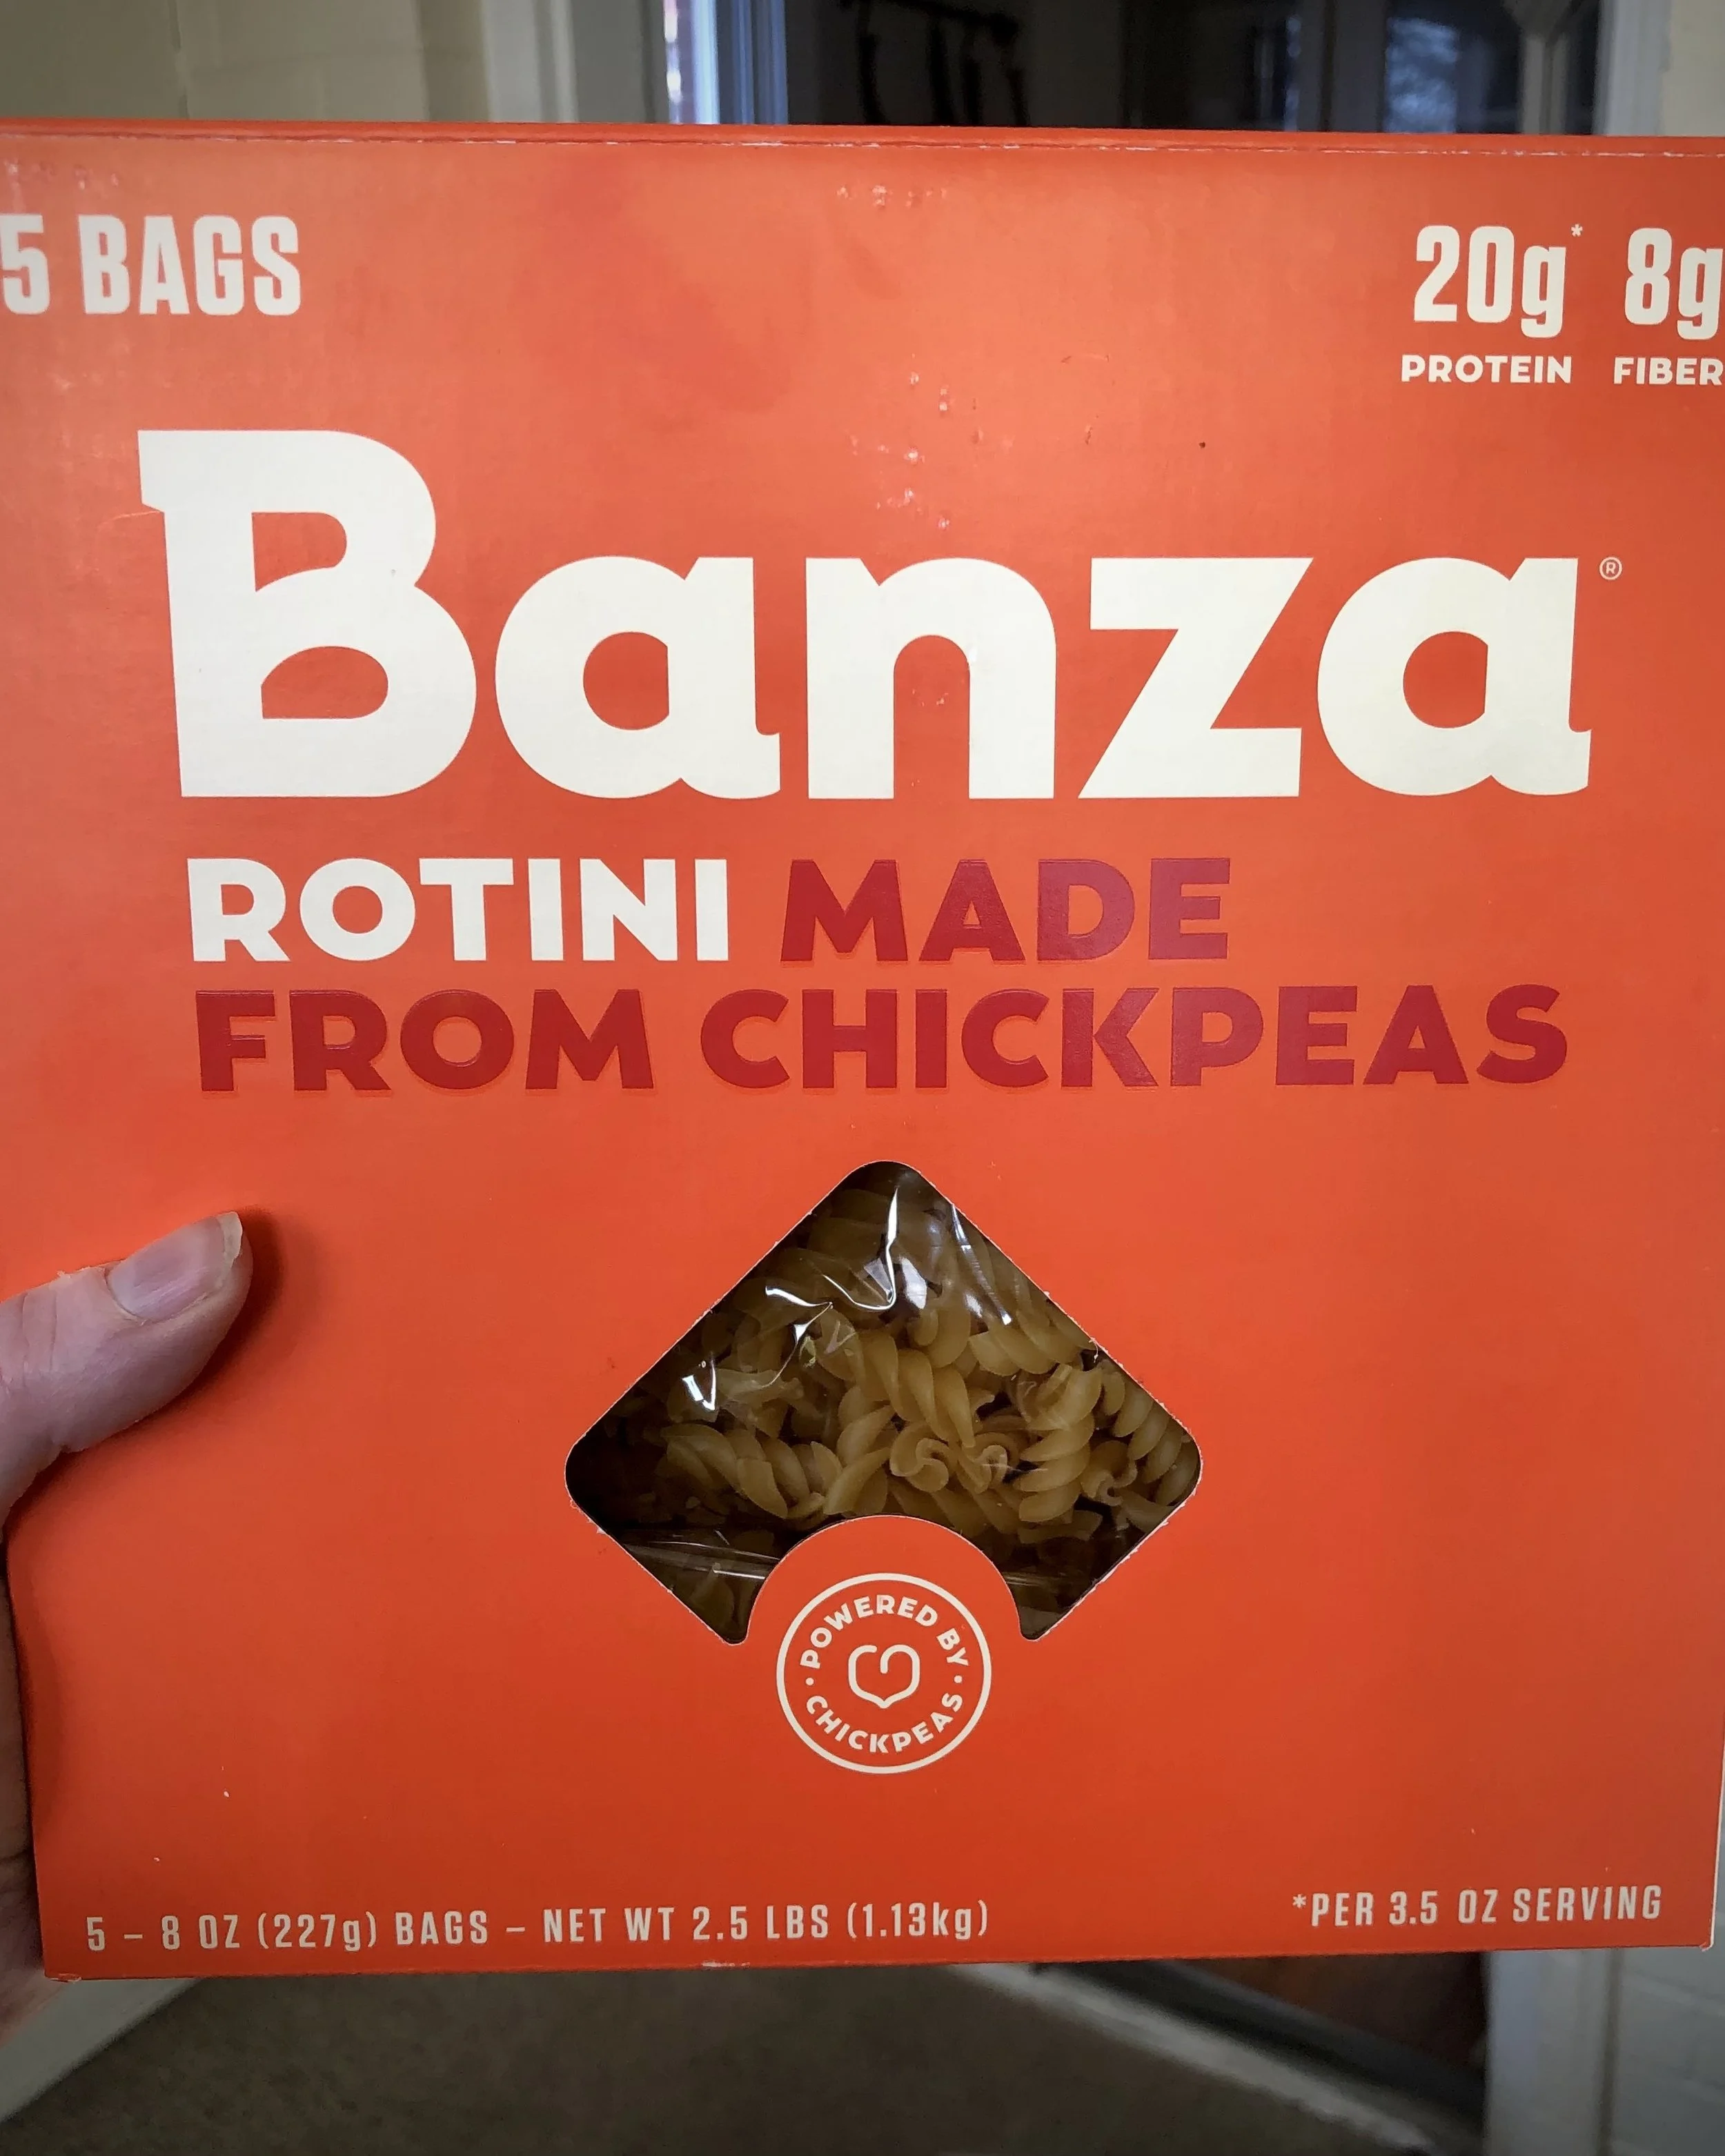 5 BAGS
20g* 8g
PROTEIN FIBER
Banza®
ROTINI MADE
FROM CHICKPEAS
POWERED BY
CHICKPEAS
5 – 8 OZ (227g) BAGS – NET WT 2.5 LBS (1.13kg)
*PER 3.5 OZ SERVING